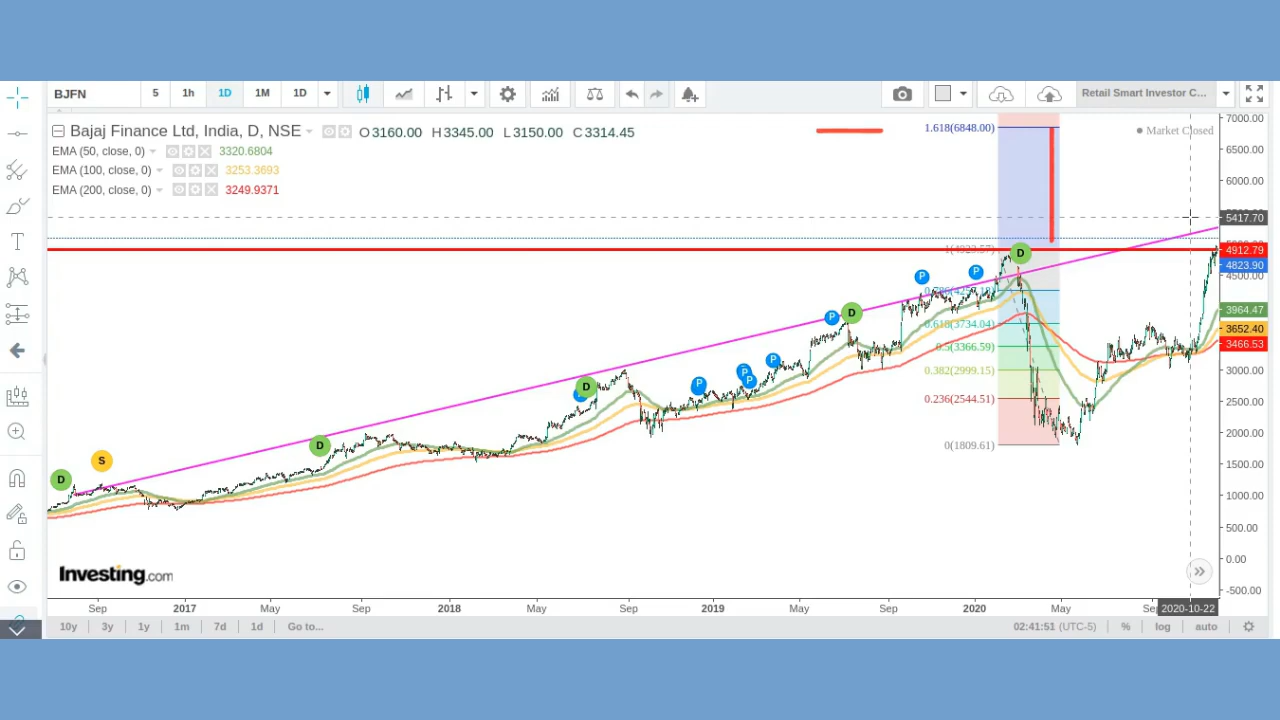 BJFN 5 1h 1D 1M 1D Retail Smart Investor C...
Bajaj Finance Ltd, India, D, NSE O3160.00 H3345.00 L3150.00 C3314.45
Market Closed
EMA (50, close, 0) 3320.6804
EMA (100, close, 0) 3253.3693
EMA (200, close, 0) 3249.9371
1.618(6848.00)
0.618(3734.04)
0.5(3366.59)
0.382(2999.15)
0.236(2544.51)
0(1809.61)
7000.00
6500.00
6000.00
5417.70
4912.79
4823.90
4500.00
3964.47
3652.40
3466.53
3000.00
2500.00
2000.00
1500.00
1000.00
500.00
0.00
-500.00
D S D D P P P P P P D P P D
Investing.com
Sep 2017 May Sep 2018 May Sep 2019 May Sep 2020 May 2020-10-22
10y 3y 1y 1m 7d 1d Go to... 02:41:51 (UTC-5) % log auto